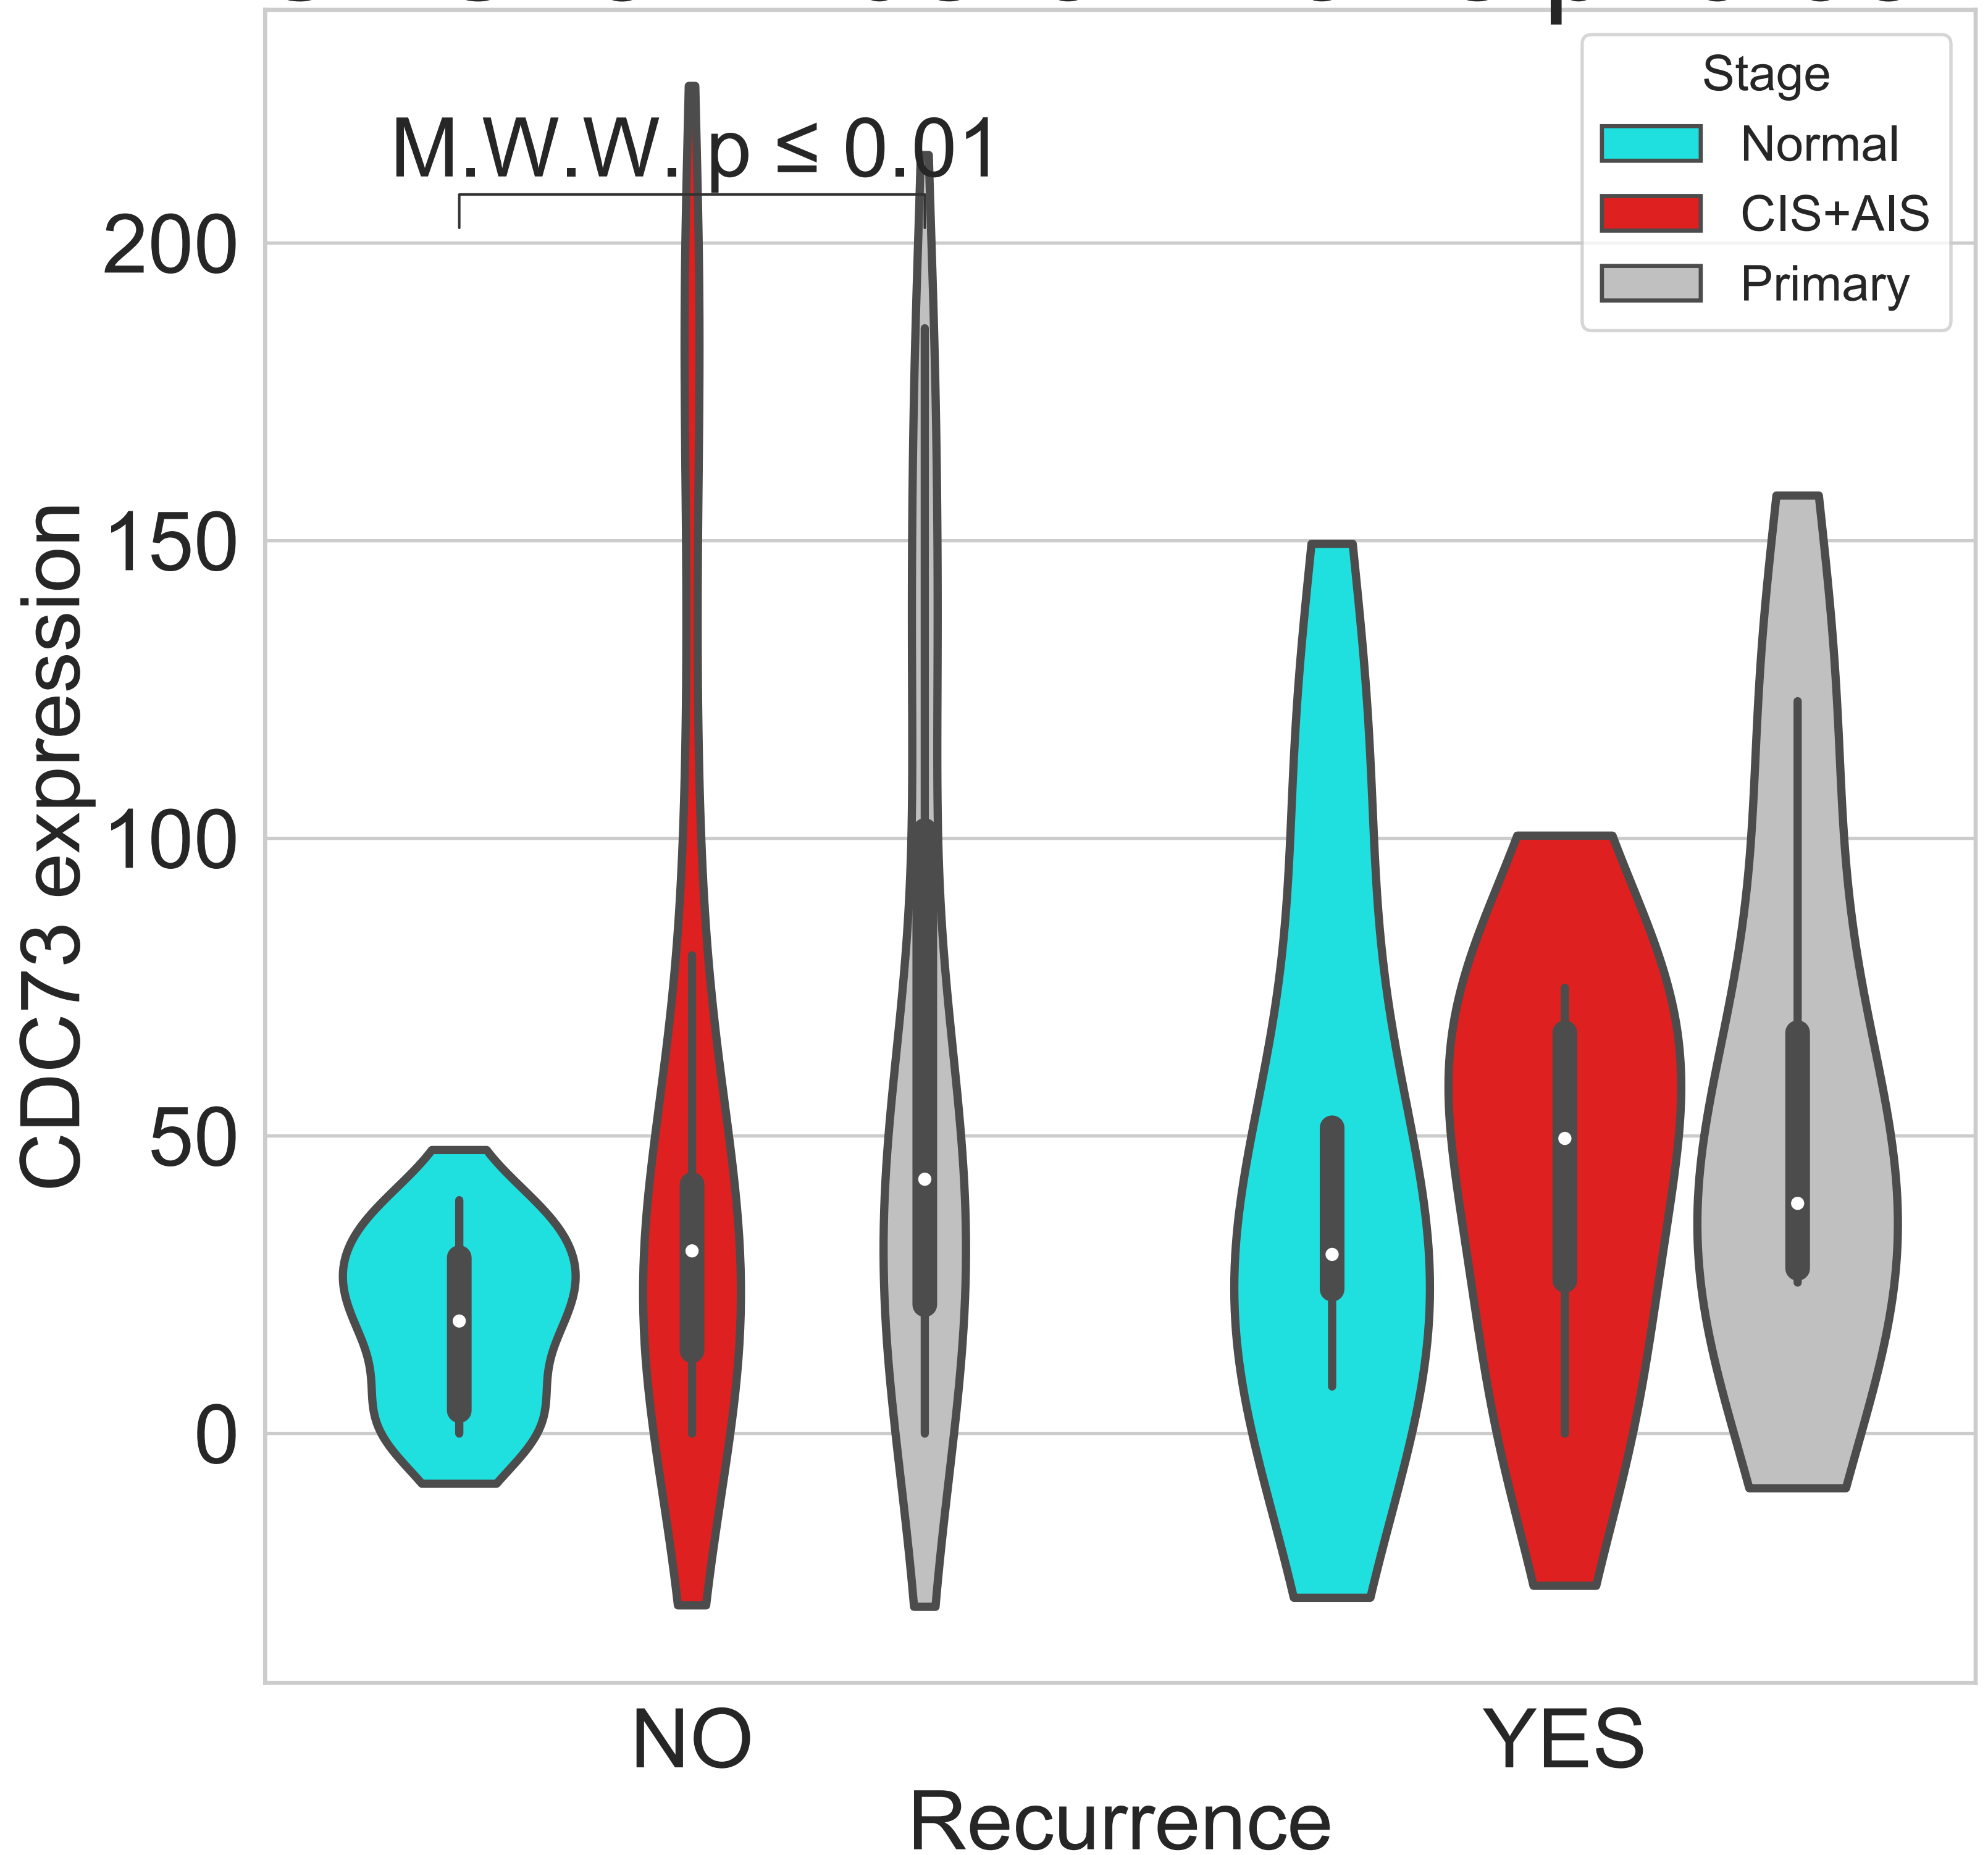 M.W.W. p ≤ 0.01
Stage
Normal
CIS+AIS
Primary
200
150
100
50
0
CDC73 expression
NO
YES
Recurrence